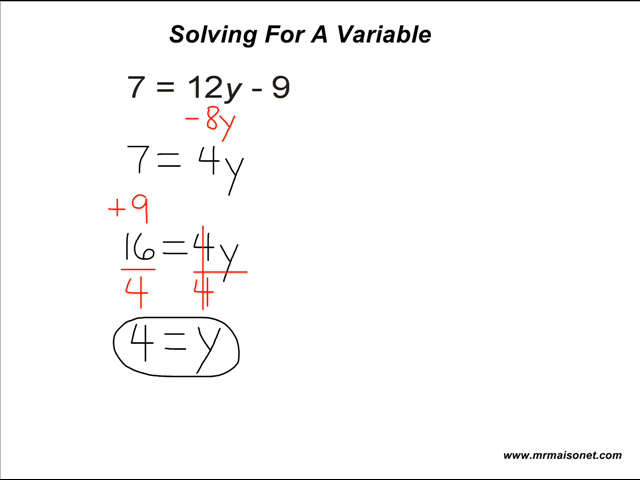 Solving For A Variable
7 = 12y - 9
- 8y
7 = 4y
+ 9
16 = 4y
4 4
4 = y
www.mrmaisonet.com